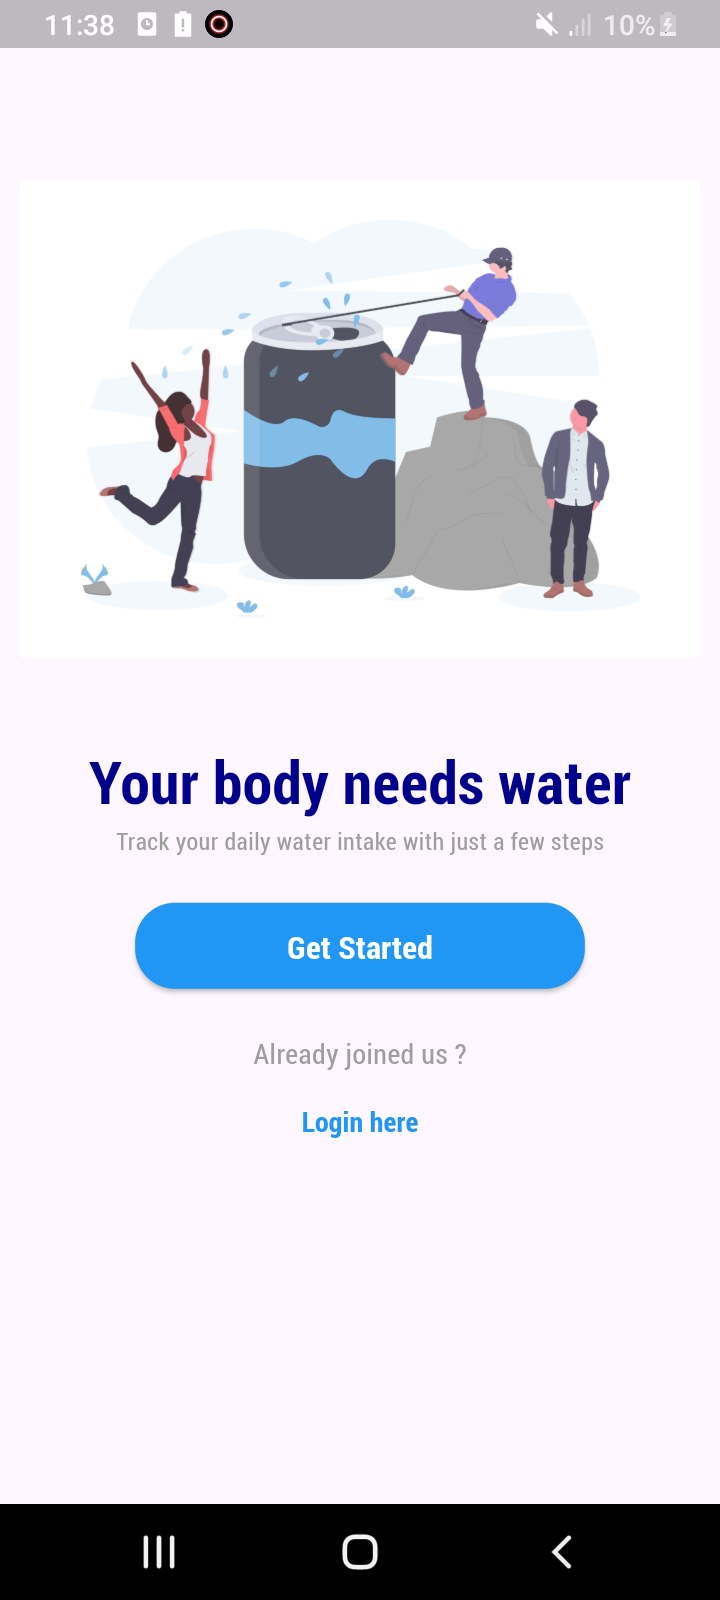 11:38
10%
Your body needs water
Track your daily water intake with just a few steps
Get Started
Already joined us ?
Login here